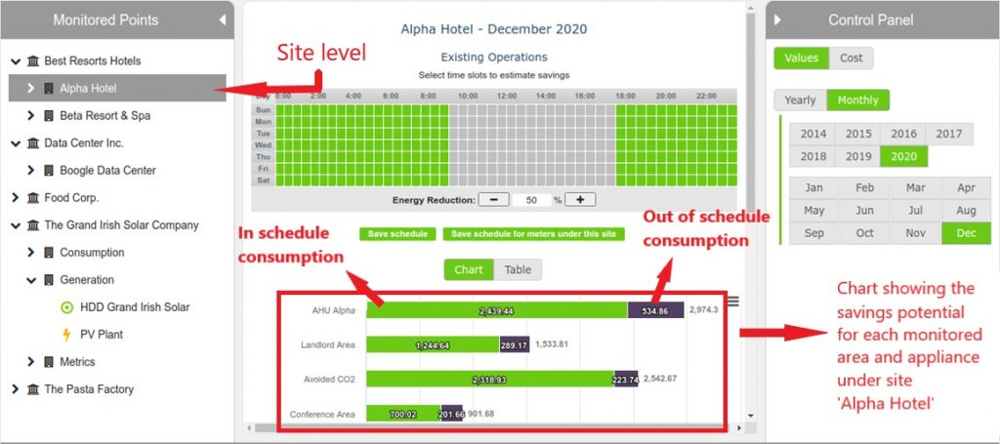 Monitored Points
Best Resorts Hotels
Alpha Hotel
Beta Resort & Spa
Data Center Inc.
Boogle Data Center
Food Corp.
The Grand Irish Solar Company
Consumption
Generation
HDD Grand Irish Solar
PV Plant
Metrics
The Pasta Factory
Site level
Alpha Hotel - December 2020
Existing Operations
Select time slots to estimate savings
Day 0:00 2:00 4:00 6:00 8:00 10:00 12:00 14:00 16:00 18:00 20:00 22:00
Sun
Mon
Tue
Wed
Thu
Fri
Sat
Energy Reduction: − 50 % +
In schedule
consumption
Save schedule Save schedule for meters under this site
Out of schedule
consumption
Chart Table
AHU Alpha 2,439.44 534.86 2,974.3
Landlord Area 1,244.64 289.17 1,533.81
Avoided CO2 2,318.93 223.74 2,542.67
Conference Area 700.02 201.66 901.68
Control Panel
Values Cost
Yearly Monthly
2014 2015 2016 2017
2018 2019 2020
Jan Feb Mar Apr
May Jun Jul Aug
Sep Oct Nov Dec
Chart showing the
savings potential
for each monitored
area and appliance
under site
'Alpha Hotel'